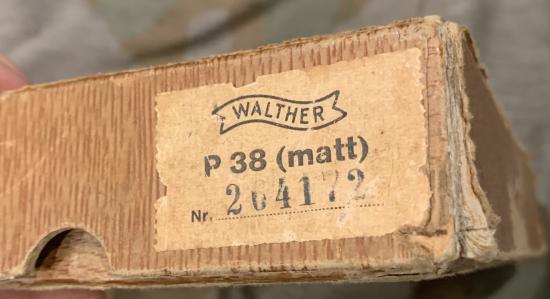 WALTHER
P 38 (matt)
Nr. 264172